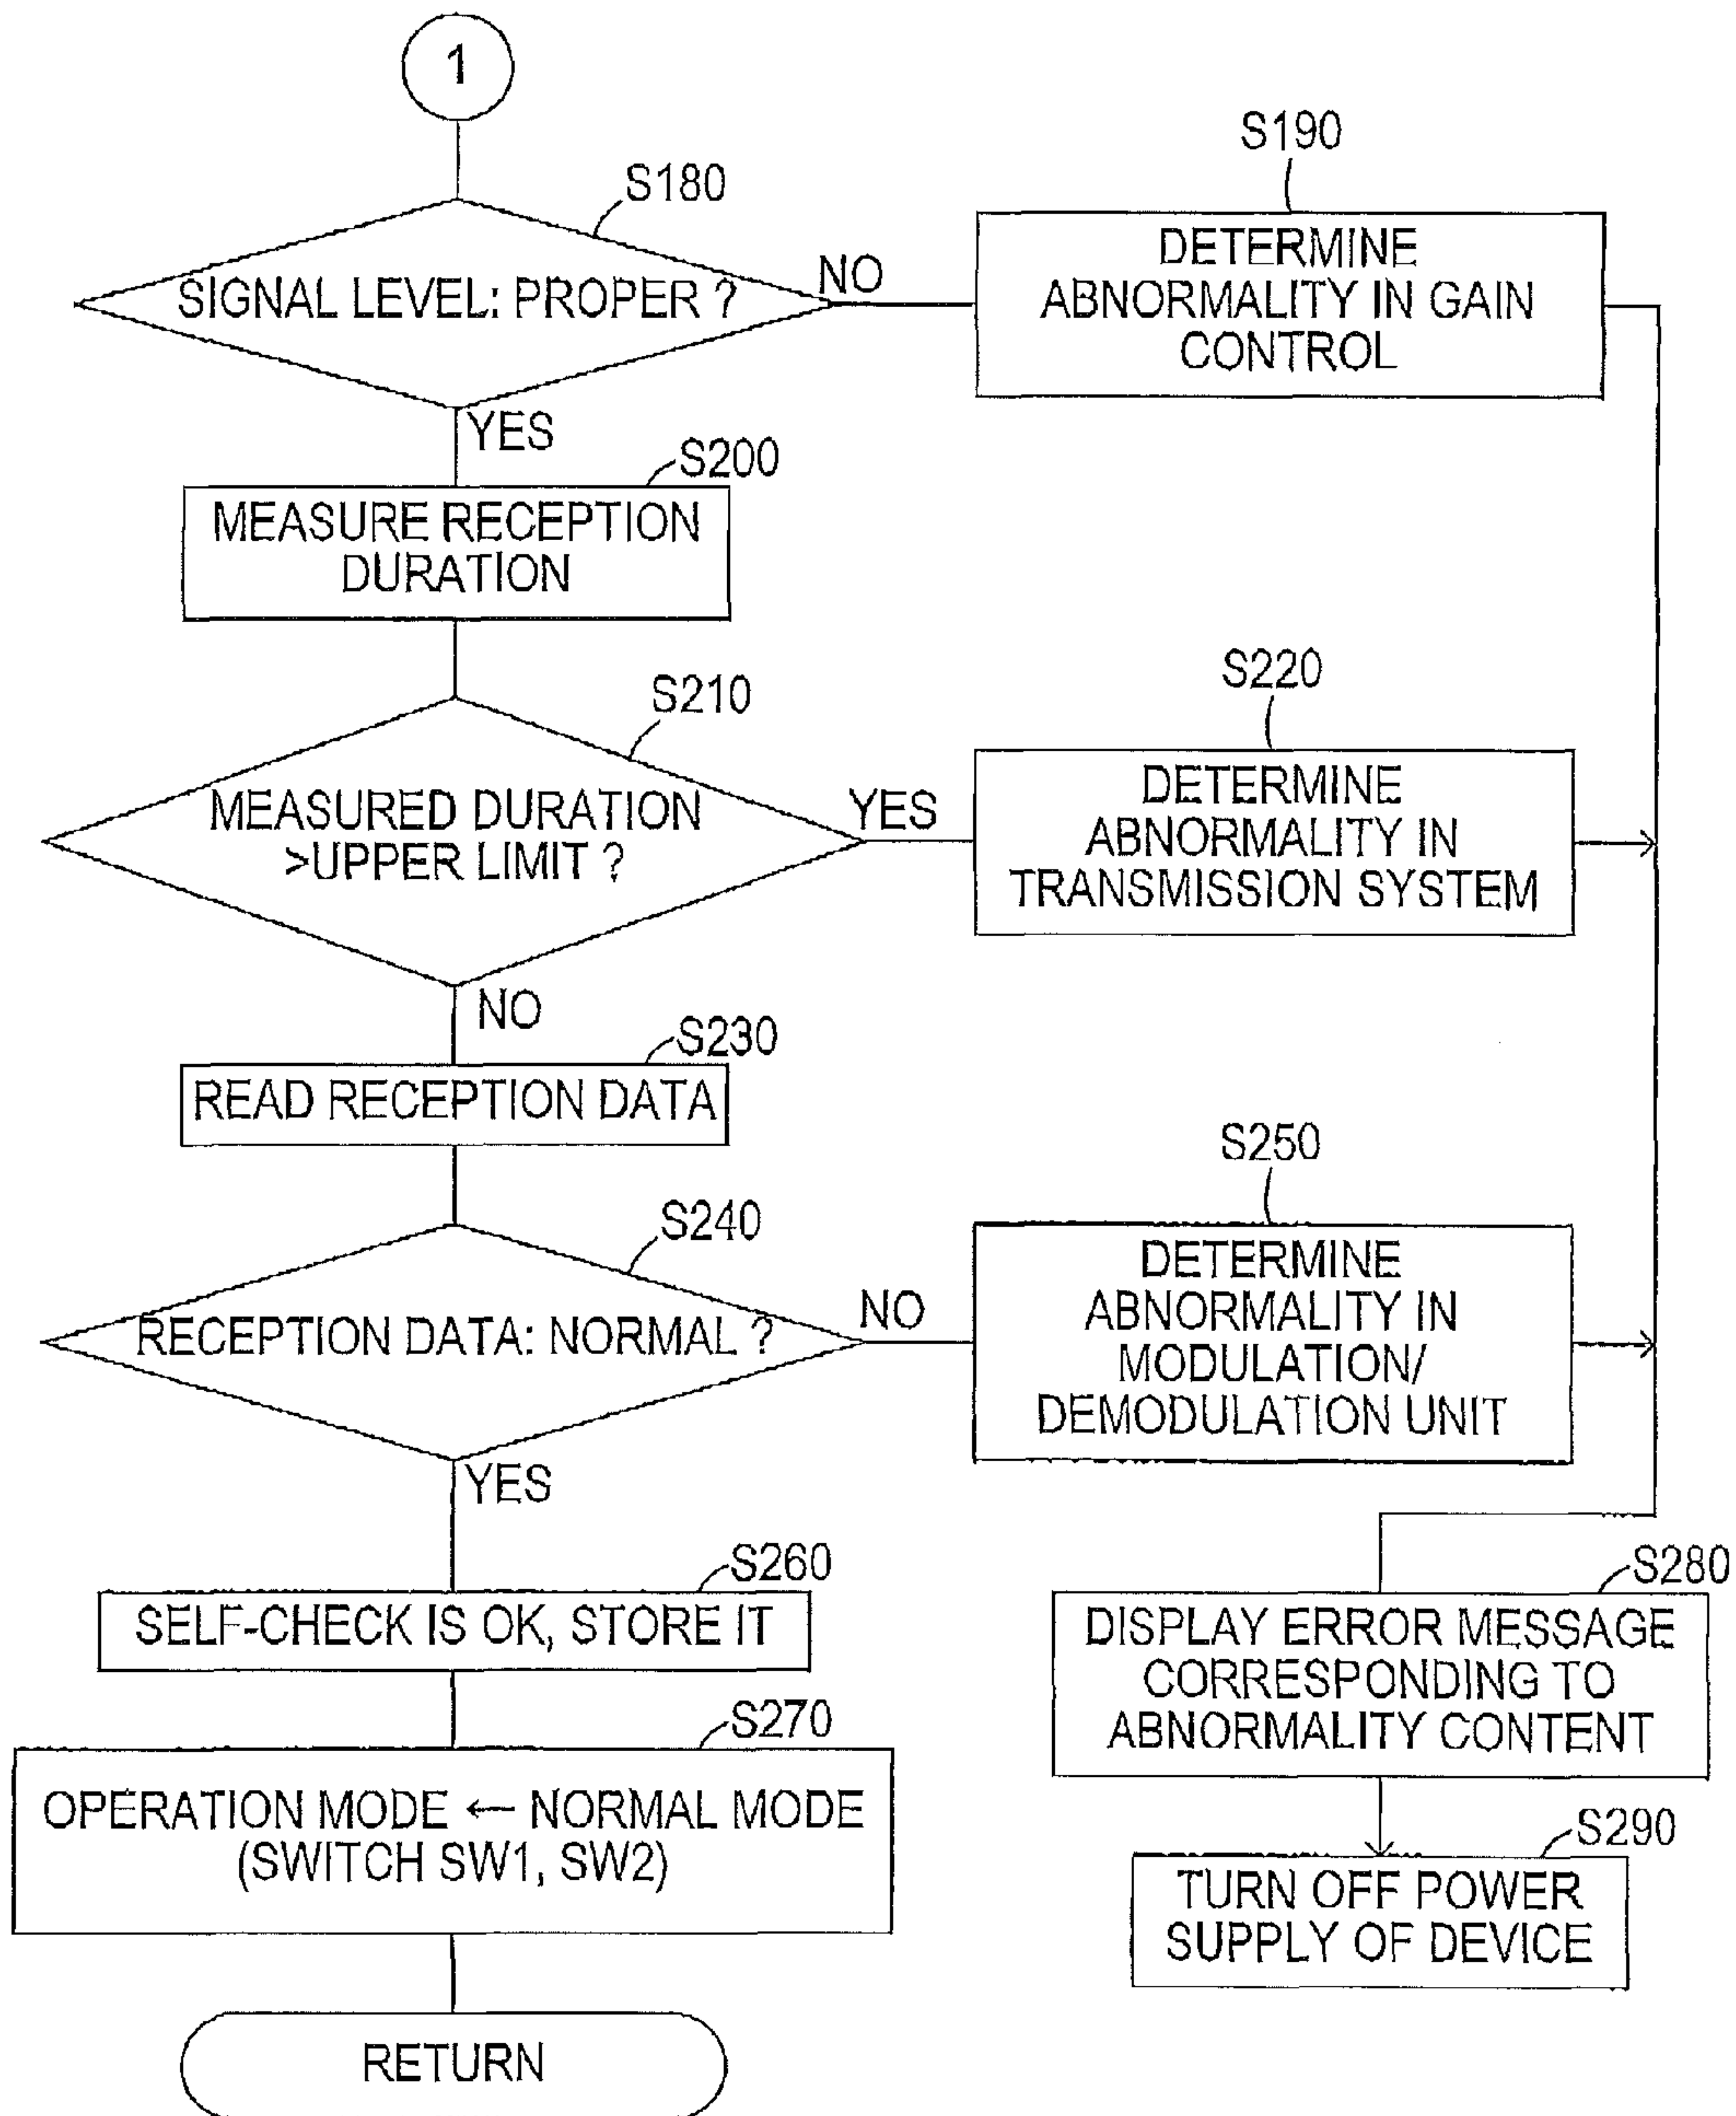 1
S180
SIGNAL LEVEL: PROPER ?
NO
YES
S190
DETERMINE
ABNORMALITY IN GAIN
CONTROL
S200
MEASURE RECEPTION
DURATION
S210
MEASURED DURATION
>UPPER LIMIT ?
YES
NO
S220
DETERMINE
ABNORMALITY IN
TRANSMISSION SYSTEM
S230
READ RECEPTION DATA
S240
RECEPTION DATA: NORMAL ?
NO
YES
S250
DETERMINE
ABNORMALITY IN
MODULATION/
DEMODULATION UNIT
S260
SELF-CHECK IS OK, STORE IT
S270
OPERATION MODE ← NORMAL MODE
(SWITCH SW1, SW2)
RETURN
S280
DISPLAY ERROR MESSAGE
CORRESPONDING TO
ABNORMALITY CONTENT
S290
TURN OFF POWER
SUPPLY OF DEVICE